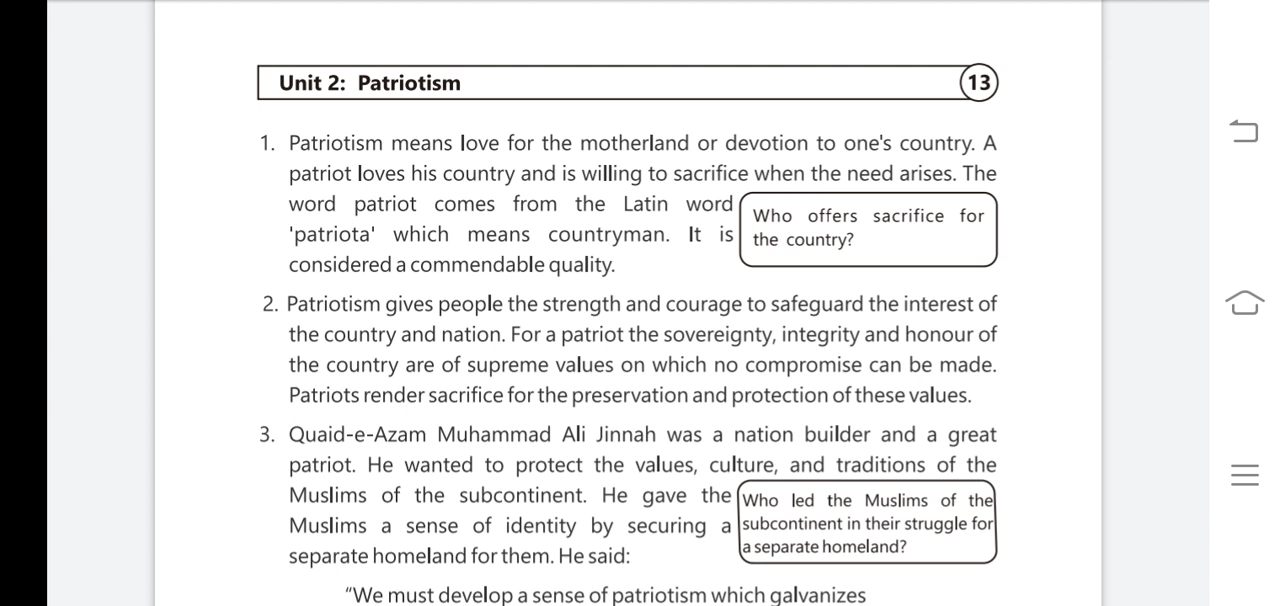 Unit 2: Patriotism
13
1. Patriotism means love for the motherland or devotion to one's country. A
patriot loves his country and is willing to sacrifice when the need arises. The
word patriot comes from the Latin word
'patriota' which means countryman. It is
considered a commendable quality.
Who offers sacrifice for
the country?
2. Patriotism gives people the strength and courage to safeguard the interest of
the country and nation. For a patriot the sovereignty, integrity and honour of
the country are of supreme values on which no compromise can be made.
Patriots render sacrifice for the preservation and protection of these values.
3. Quaid-e-Azam Muhammad Ali Jinnah was a nation builder and a great
patriot. He wanted to protect the values, culture, and traditions of the
Muslims of the subcontinent. He gave the
Muslims a sense of identity by securing a
separate homeland for them. He said:
Who led the Muslims of the
subcontinent in their struggle for
a separate homeland?
"We must develop a sense of patriotism which galvanizes